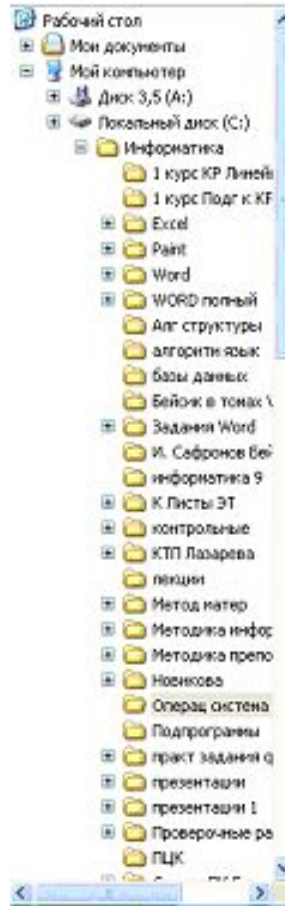 Рабочий стол
Мои документы
Мой компьютер
Диск 3,5 (A:)
Локальный диск (C:)
Информатика
1 курс КР Линей
1 курс Подг к КР
Excel
Paint
Word
WORD полный
Алг структуры
алгоритм язык
базы данных
Бейсик в томах
Задания Word
И. Сафронов Бей
информатика 9
К Листы ЭТ
контрольные
КТП Лазарева
лекции
Метод матер
Методика инфор
Методика препо
Новикова
Операц система
Подпрограммы
практ задания
презентации
презентации 1
Проверочные ра
ПЦК